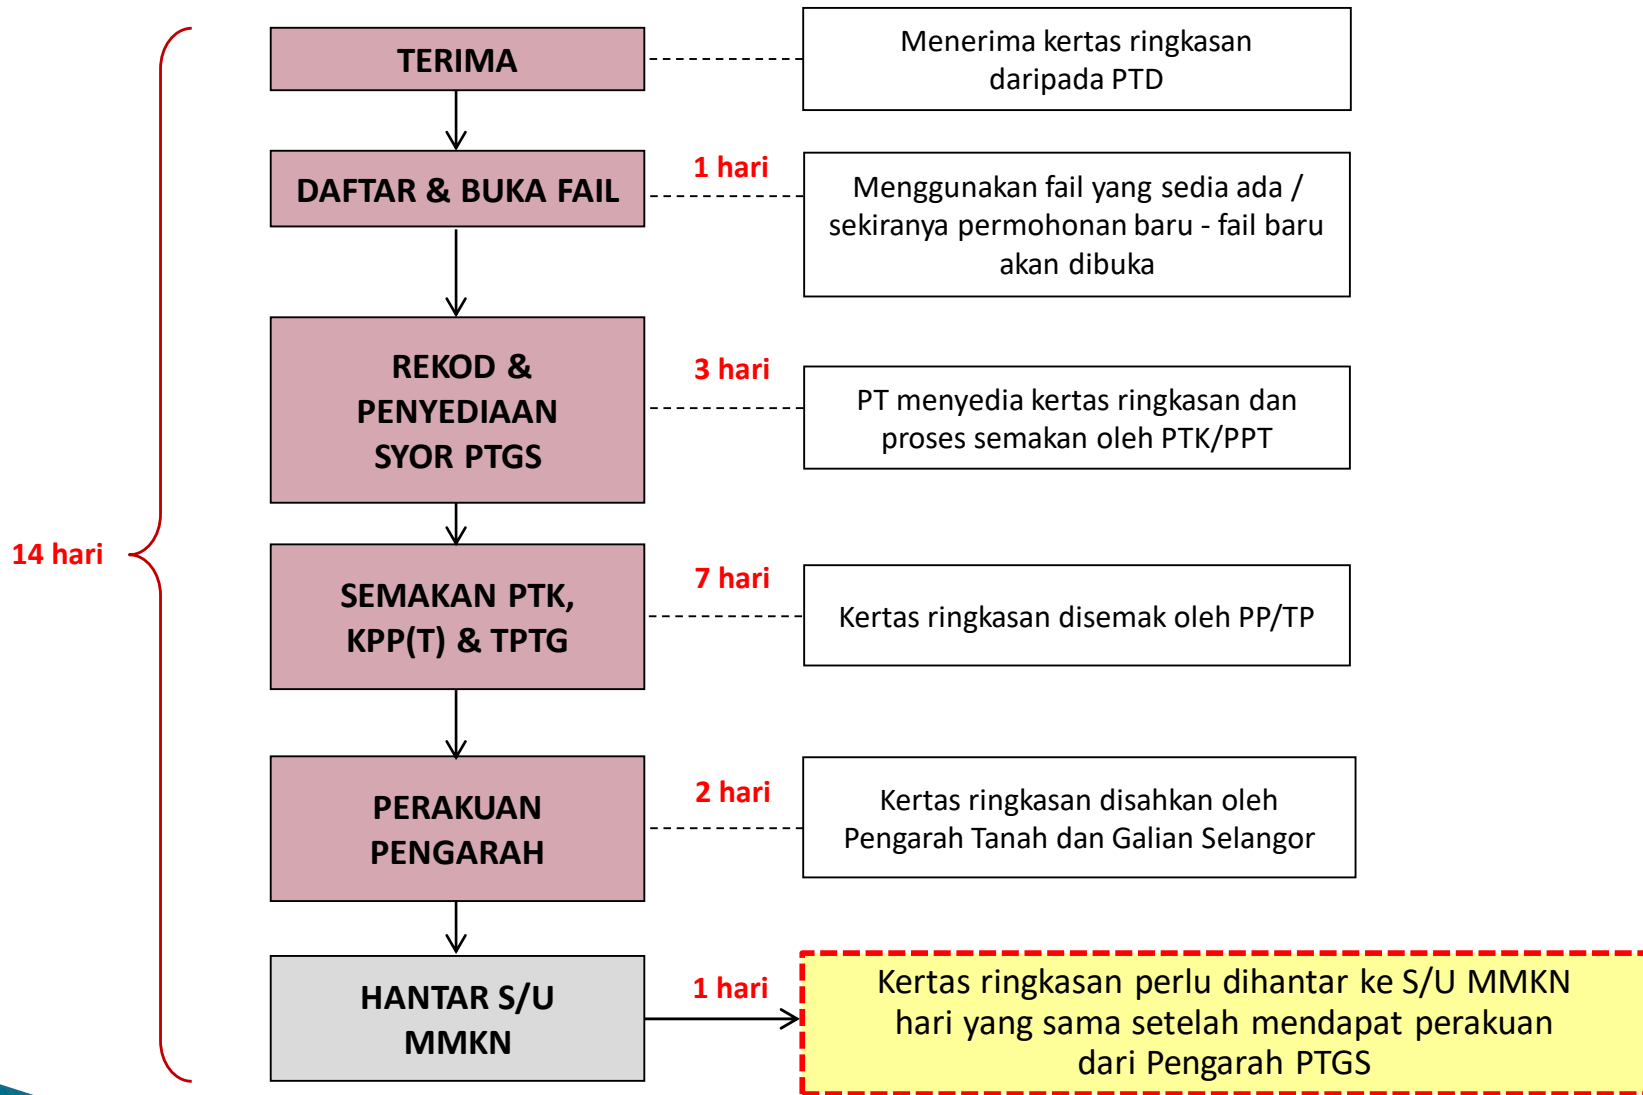 TERIMA
Menerima kertas ringkasan
daripada PTD
DAFTAR & BUKA FAIL
1 hari
Menggunakan fail yang sedia ada /
sekiranya permohonan baru - fail baru
akan dibuka
REKOD &
PENYEDIAAN
SYOR PTGS
3 hari
PT menyedia kertas ringkasan dan
proses semakan oleh PTK/PPT
14 hari
SEMAKAN PTK,
KPP(T) & TPTG
7 hari
Kertas ringkasan disemak oleh PP/TP
PERAKUAN
PENGARAH
2 hari
Kertas ringkasan disahkan oleh
Pengarah Tanah dan Galian Selangor
HANTAR S/U
MMKN
1 hari
Kertas ringkasan perlu dihantar ke S/U MMKN
hari yang sama setelah mendapat perakuan
dari Pengarah PTGS